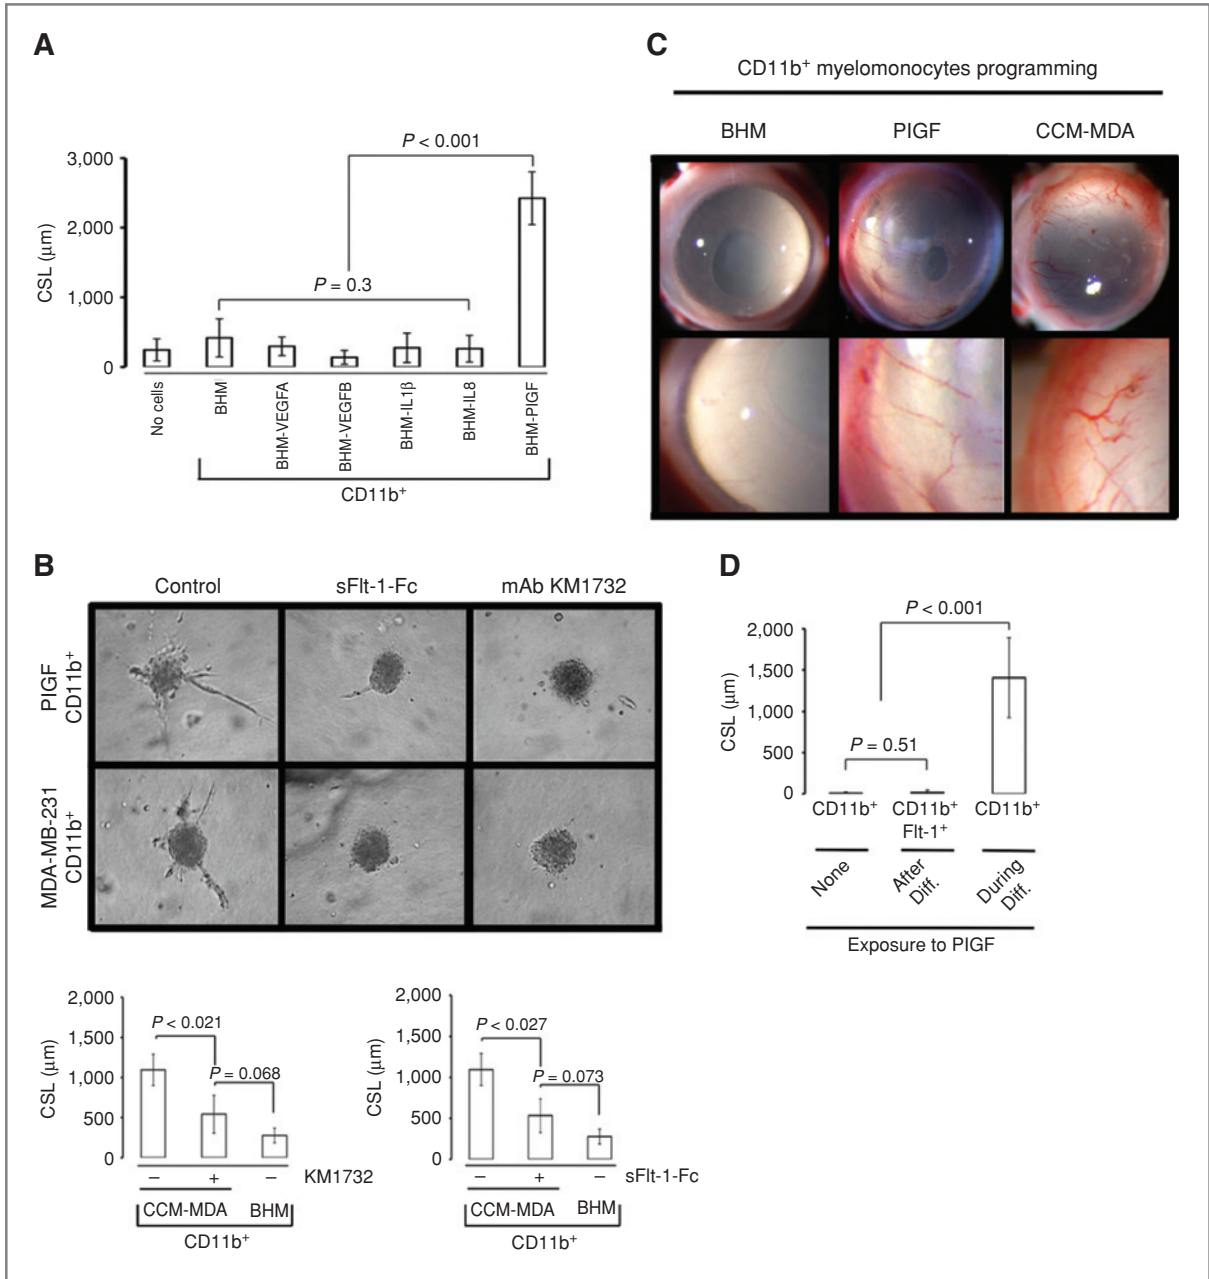 A
P < 0.001
3,000
2,000
1,000
0
CSL (μm)
P = 0.3
No cells
BHM
BHM-VEGFA
BHM-VEGFB
BHM-IL1β
BHM-IL8
BHM-PlGF
CD11b⁺
C
CD11b⁺ myelomonocytes programming
BHM PlGF CCM-MDA
B
Control sFlt-1-Fc mAb KM1732
PlGF
CD11b⁺
MDA-MB-231
CD11b⁺
2,000
1,500
1,000
500
0
CSL (μm)
P < 0.021
P = 0.068
– + – KM1732
CCM-MDA BHM
CD11b⁺
2,000
1,500
1,000
500
0
CSL (μm)
P < 0.027
P = 0.073
– + – sFlt-1-Fc
CCM-MDA BHM
CD11b⁺
D
P < 0.001
2,000
1,500
1,000
500
0
CSL (μm)
P = 0.51
CD11b⁺ CD11b⁺ CD11b⁺
Flt-1⁺
None
After
Diff.
During
Diff.
Exposure to PlGF